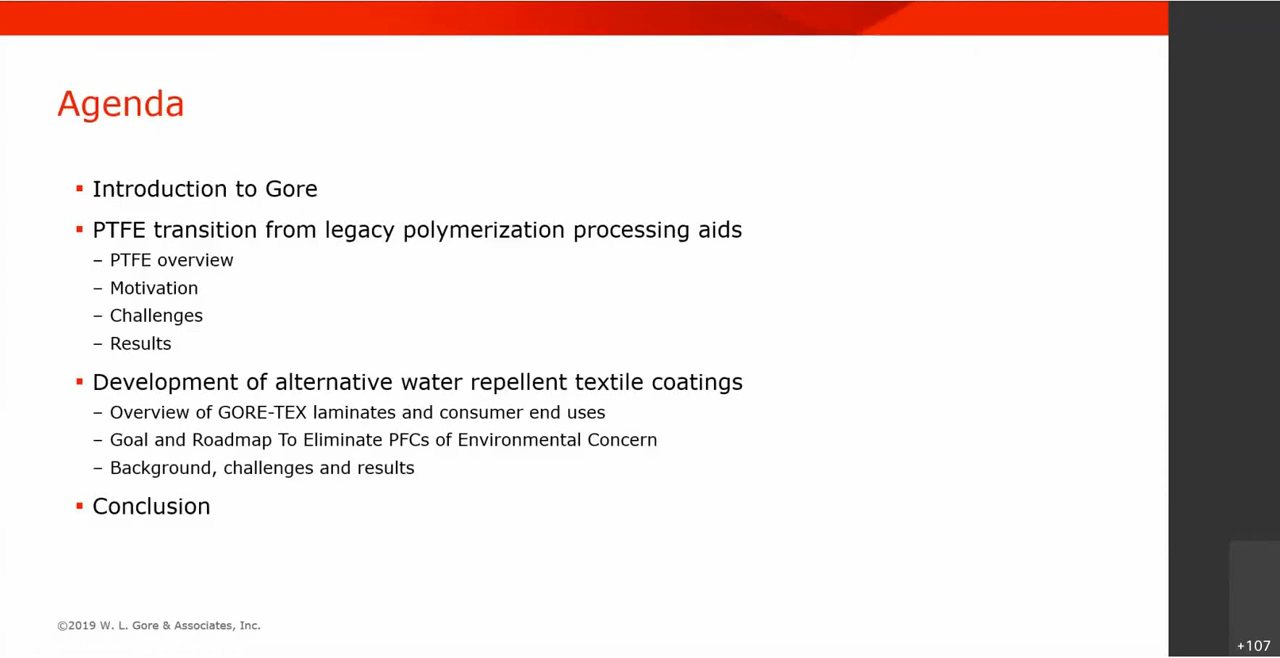 Agenda
▪ Introduction to Gore
▪ PTFE transition from legacy polymerization processing aids
– PTFE overview
– Motivation
– Challenges
– Results
▪ Development of alternative water repellent textile coatings
– Overview of GORE-TEX laminates and consumer end uses
– Goal and Roadmap To Eliminate PFCs of Environmental Concern
– Background, challenges and results
▪ Conclusion
©2019 W. L. Gore & Associates, Inc.
+107